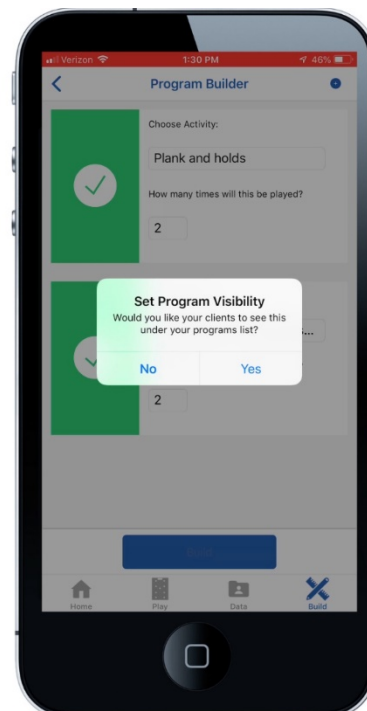 Verizon 1:30 PM 46%
Program Builder
Choose Activity:
Plank and holds
How many times will this be played?
2
Set Program Visibility
Would you like your clients to see this
under your programs list?
No Yes
2
Home Play Data Build